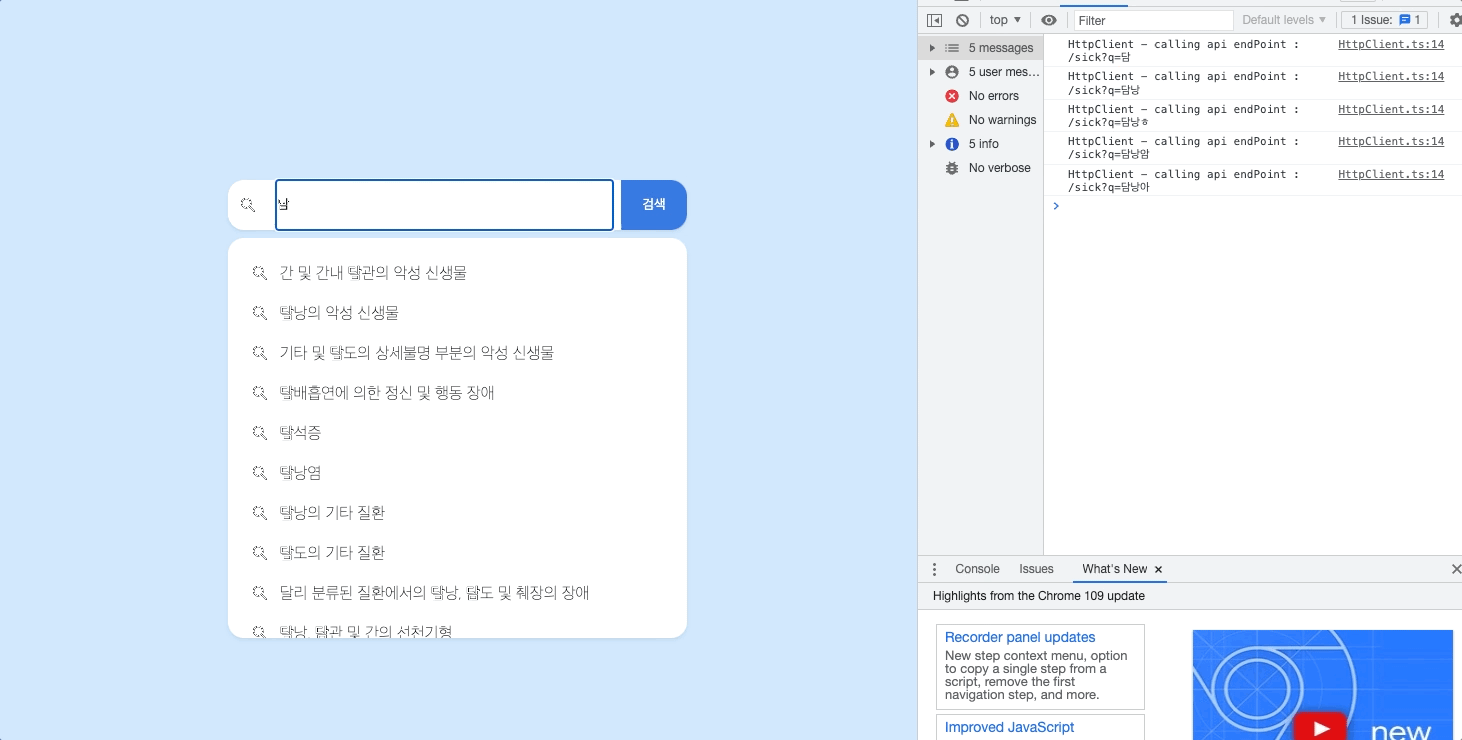 담
검색
간 및 간내 담관의 악성 신생물
담낭의 악성 신생물
기타 및 담도의 상세불명 부분의 악성 신생물
담배흡연에 의한 정신 및 행동 장애
담석증
담낭염
담낭의 기타 질환
담도의 기타 질환
달리 분류된 질환에서의 담낭, 담도 및 췌장의 장애
담낭, 담관 및 간의 선천기형
top ▼
Filter
Default levels ▼
1 Issue: 1
5 messages
5 user mes...
No errors
No warnings
5 info
No verbose
HttpClient - calling api endPoint : HttpClient.ts:14
/sick?q=담
HttpClient - calling api endPoint : HttpClient.ts:14
/sick?q=담낭
HttpClient - calling api endPoint : HttpClient.ts:14
/sick?q=담낭ㅎ
HttpClient - calling api endPoint : HttpClient.ts:14
/sick?q=담낭암
HttpClient - calling api endPoint : HttpClient.ts:14
/sick?q=담낭아
Console Issues What's New ×
Highlights from the Chrome 109 update
Recorder panel updates
New step context menu, option
to copy a single step from a
script, remove the first
navigation step, and more.
Improved JavaScript
new